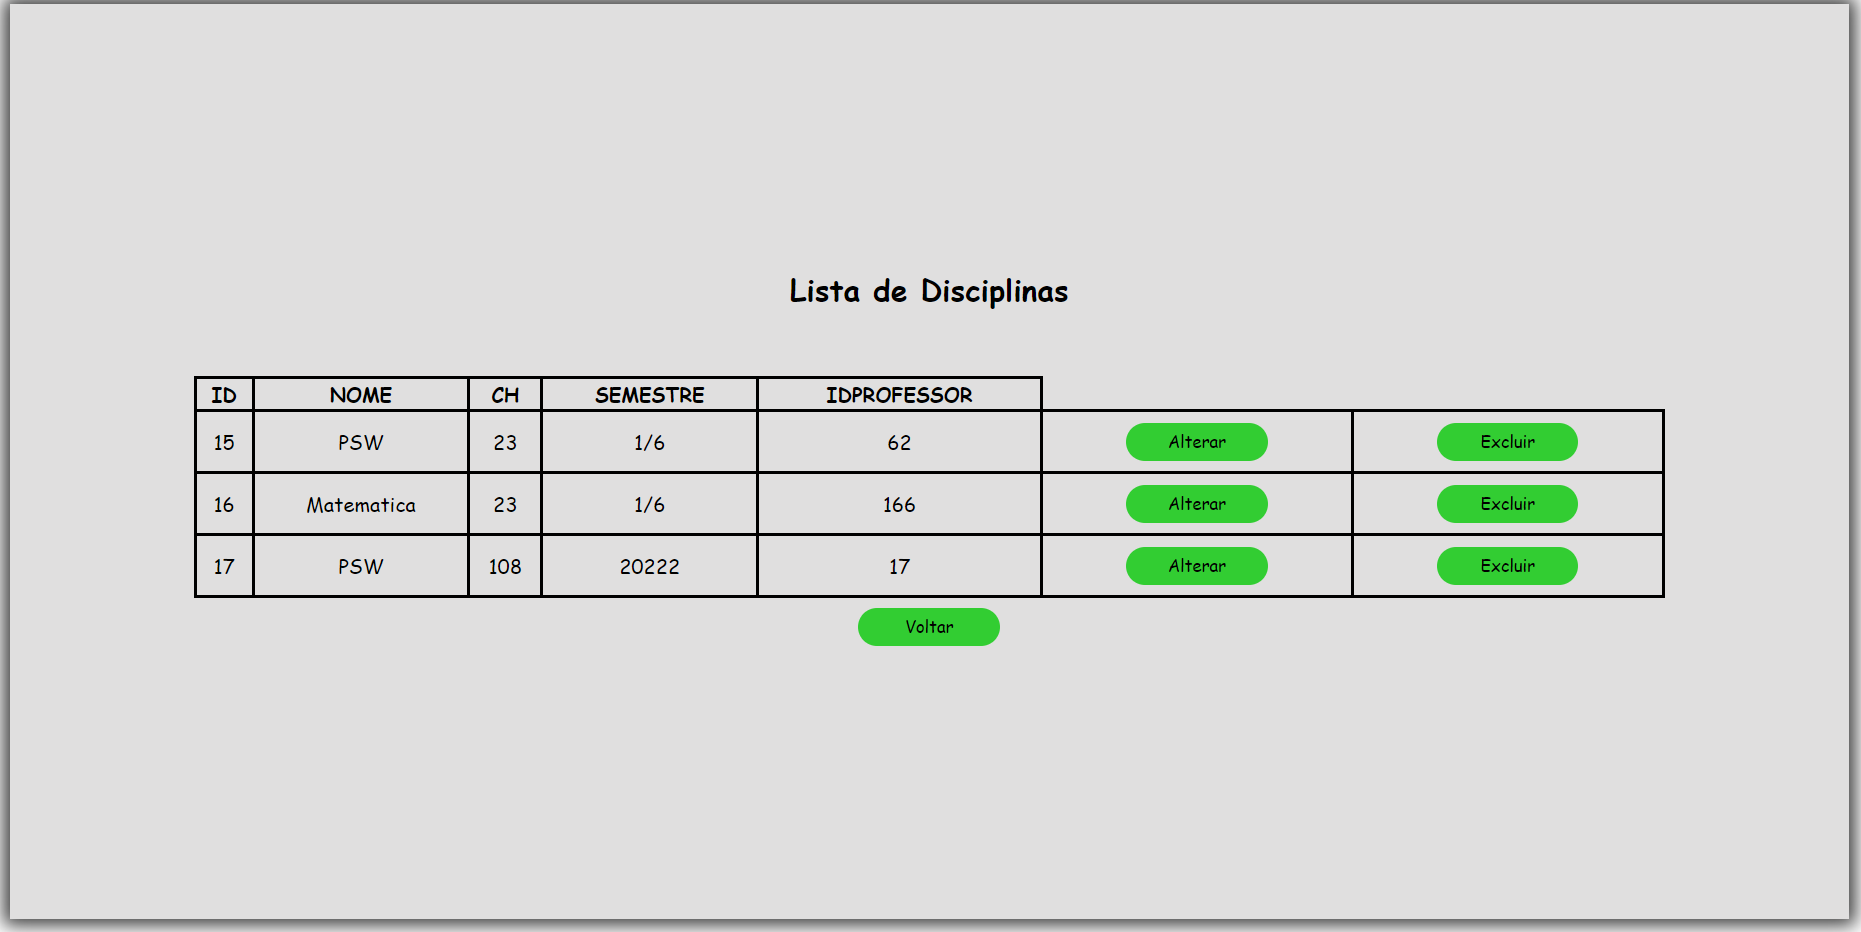 Lista de Disciplinas
ID NOME CH SEMESTRE IDPROFESSOR
15 PSW 23 1/6 62 Alterar Excluir
16 Matematica 23 1/6 166 Alterar Excluir
17 PSW 108 20222 17 Alterar Excluir
Voltar